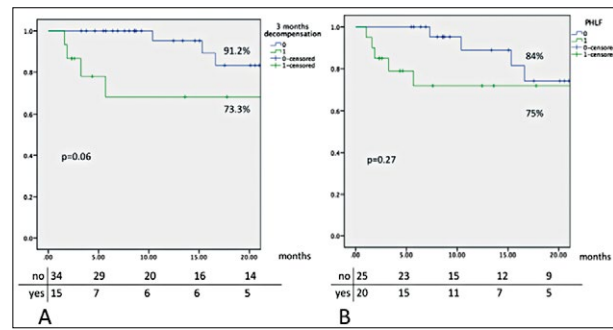 3 months
decompensation
0
1
0-censored
1-censored
1.0
0.8
0.6
0.4
0.2
0.0
91.2%
73.3%
p=0.06
.00 5.00 10.00 15.00 20.00
months
no 34 29 20 16 14
yes 15 7 6 6 5
A
PHLF
0
1
0-censored
1-censored
1.0
0.8
0.6
0.4
0.2
0.0
84%
75%
p=0.27
.00 5.00 10.00 15.00 20.00
months
no 25 23 15 12 9
yes 20 15 11 7 5
B